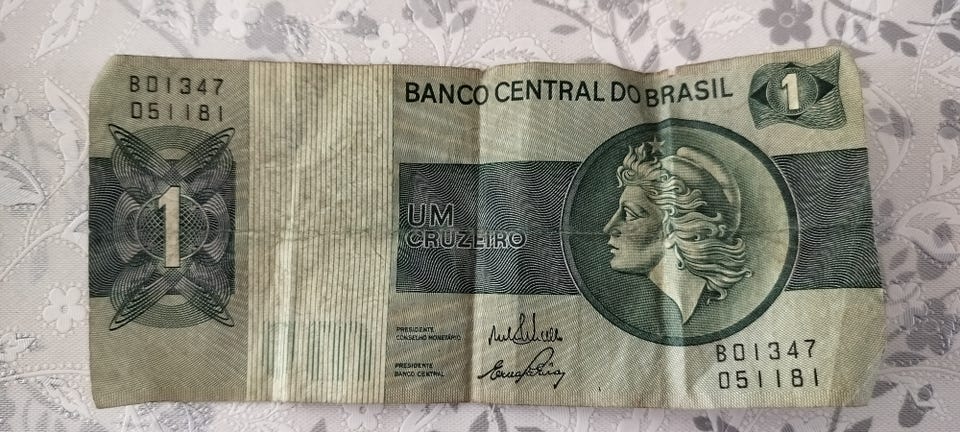 B01347
051181
BANCO CENTRAL DO BRASIL
1
1
UM
CRUZEIRO
PRESIDENTE
CONSELHO MONETÁRIO
PRESIDENTE
BANCO CENTRAL
B01347
051181